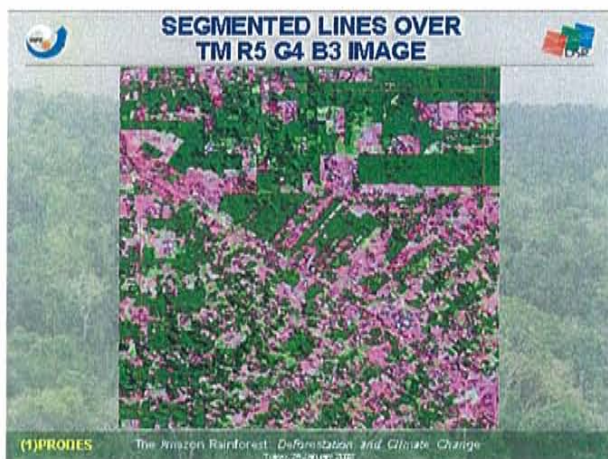 SEGMENTED LINES OVER
TM R5 G4 B3 IMAGE
(1)PRODES
The Amazon Rainforest: Deforestation and Climate Change